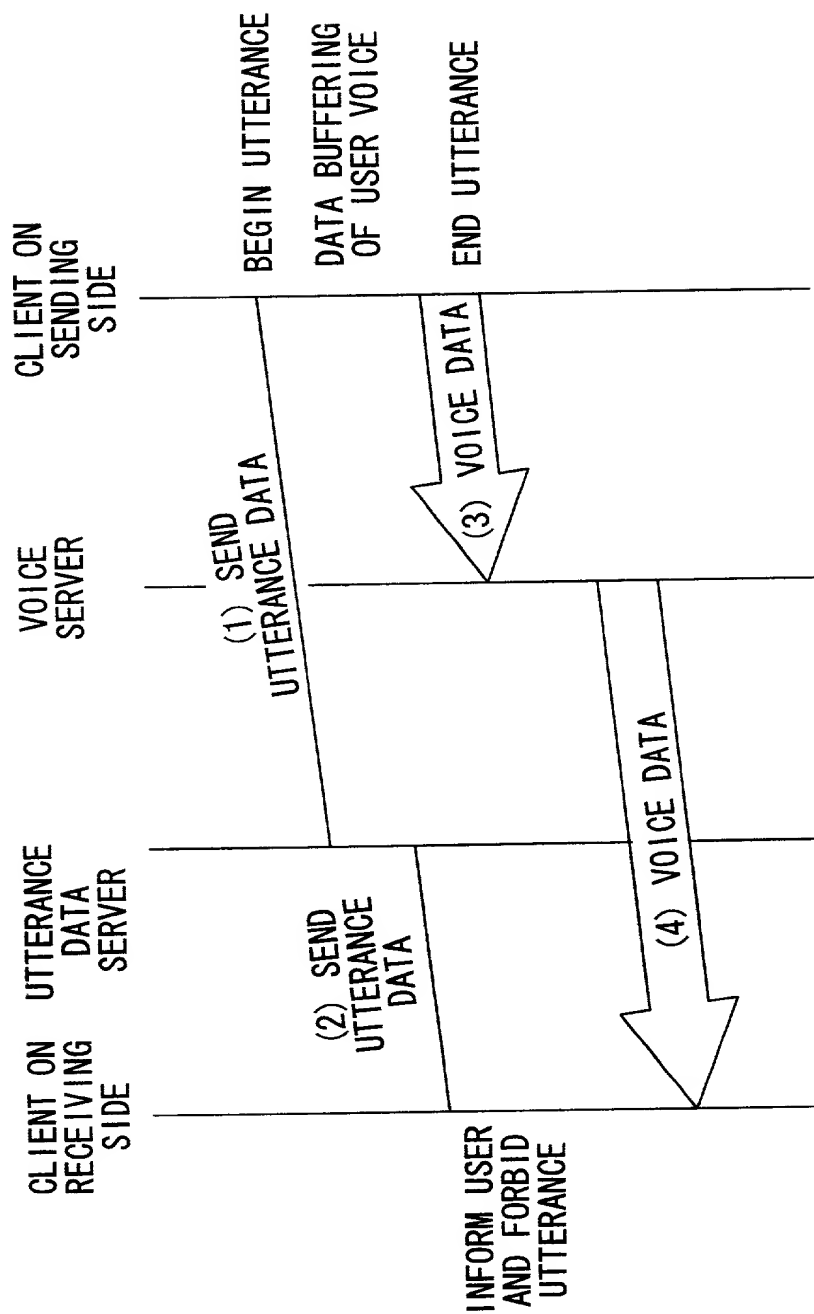 CLIENT ON
RECEIVING
SIDE
UTTERANCE
DATA
SERVER
VOICE
SERVER
CLIENT ON
SENDING
SIDE
(1) SEND
UTTERANCE DATA
BEGIN UTTERANCE
(2) SEND
UTTERANCE
DATA
DATA BUFFERING
OF USER VOICE
(3) VOICE DATA
END UTTERANCE
INFORM USER
AND FORBID
UTTERANCE
(4) VOICE DATA